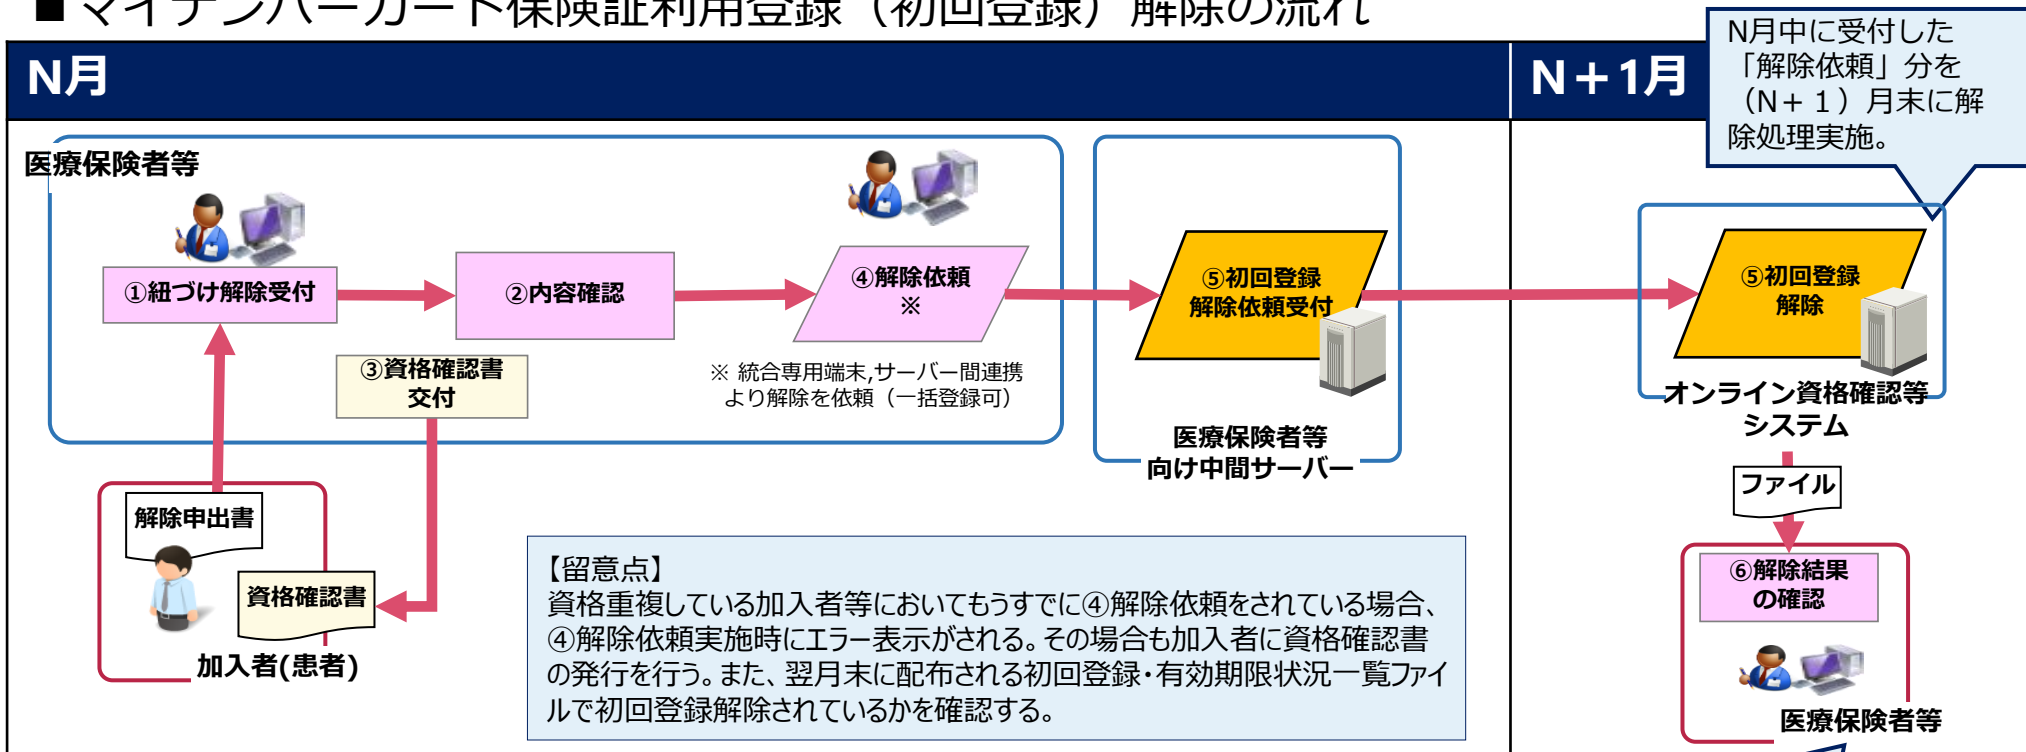 ■マイナンバーカード保険証利用登録（初回登録）解除の流れ
N月
N＋1月
N月中に受付した
「解除依頼」分を
（N＋１）月末に解
除処理実施。
医療保険者等
①紐づけ解除受付
②内容確認
④解除依頼
※
⑤初回登録
解除依頼受付
⑤初回登録
解除
③資格確認書
交付
※ 統合専用端末,サーバー間連携
より解除を依頼（一括登録可）
医療保険者等
向け中間サーバー
オンライン資格確認等
システム
ファイル
解除申出書
資格確認書
加入者(患者)
【留意点】
資格重複している加入者等においてもうすでに④解除依頼をされている場合、
④解除依頼実施時にエラー表示がされる。その場合も加入者に資格確認書
の発行を行う。また、翌月末に配布される初回登録・有効期限状況一覧ファイ
ルで初回登録解除されているかを確認する。
⑥解除結果
の確認
医療保険者等